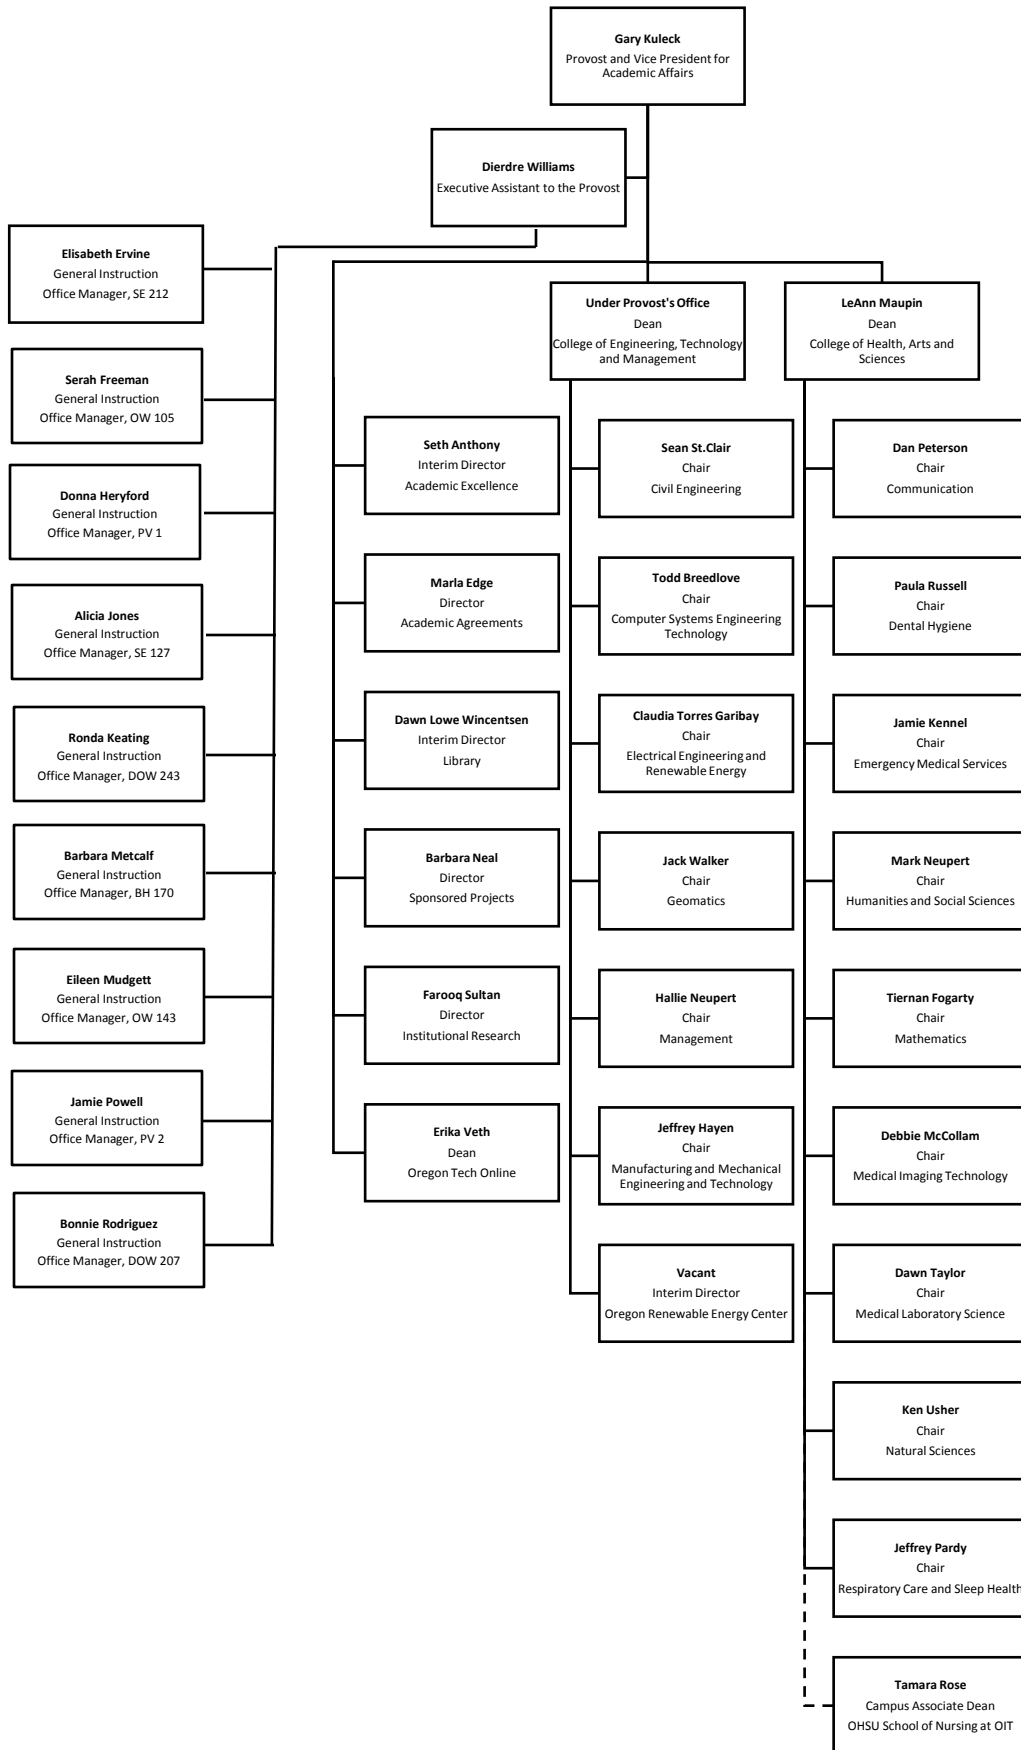 Gary Kuleck
Provost and Vice President for
Academic Affairs
Dierdre Williams
Executive Assistant to the Provost
Elisabeth Ervine
General Instruction
Office Manager, SE 212
Serah Freeman
General Instruction
Office Manager, OW 105
Donna Heryford
General Instruction
Office Manager, PV 1
Alicia Jones
General Instruction
Office Manager, SE 127
Ronda Keating
General Instruction
Office Manager, DOW 243
Barbara Metcalf
General Instruction
Office Manager, BH 170
Eileen Mudgett
General Instruction
Office Manager, OW 143
Jamie Powell
General Instruction
Office Manager, PV 2
Bonnie Rodriguez
General Instruction
Office Manager, DOW 207
Seth Anthony
Interim Director
Academic Excellence
Marla Edge
Director
Academic Agreements
Dawn Lowe Wincentsen
Interim Director
Library
Barbara Neal
Director
Sponsored Projects
Farooq Sultan
Director
Institutional Research
Erika Veth
Dean
Oregon Tech Online
Under Provost's Office
Dean
College of Engineering, Technology
and Management
Sean St.Clair
Chair
Civil Engineering
Todd Breedlove
Chair
Computer Systems Engineering
Technology
Claudia Torres Garibay
Chair
Electrical Engineering and
Renewable Energy
Jack Walker
Chair
Geomatics
Hallie Neupert
Chair
Management
Jeffrey Hayen
Chair
Manufacturing and Mechanical
Engineering and Technology
Vacant
Interim Director
Oregon Renewable Energy Center
LeAnn Maupin
Dean
College of Health, Arts and
Sciences
Dan Peterson
Chair
Communication
Paula Russell
Chair
Dental Hygiene
Jamie Kennel
Chair
Emergency Medical Services
Mark Neupert
Chair
Humanities and Social Sciences
Tiernan Fogarty
Chair
Mathematics
Debbie McCollam
Chair
Medical Imaging Technology
Dawn Taylor
Chair
Medical Laboratory Science
Ken Usher
Chair
Natural Sciences
Jeffrey Pardy
Chair
Respiratory Care and Sleep Health
Tamara Rose
Campus Associate Dean
OHSU School of Nursing at OIT